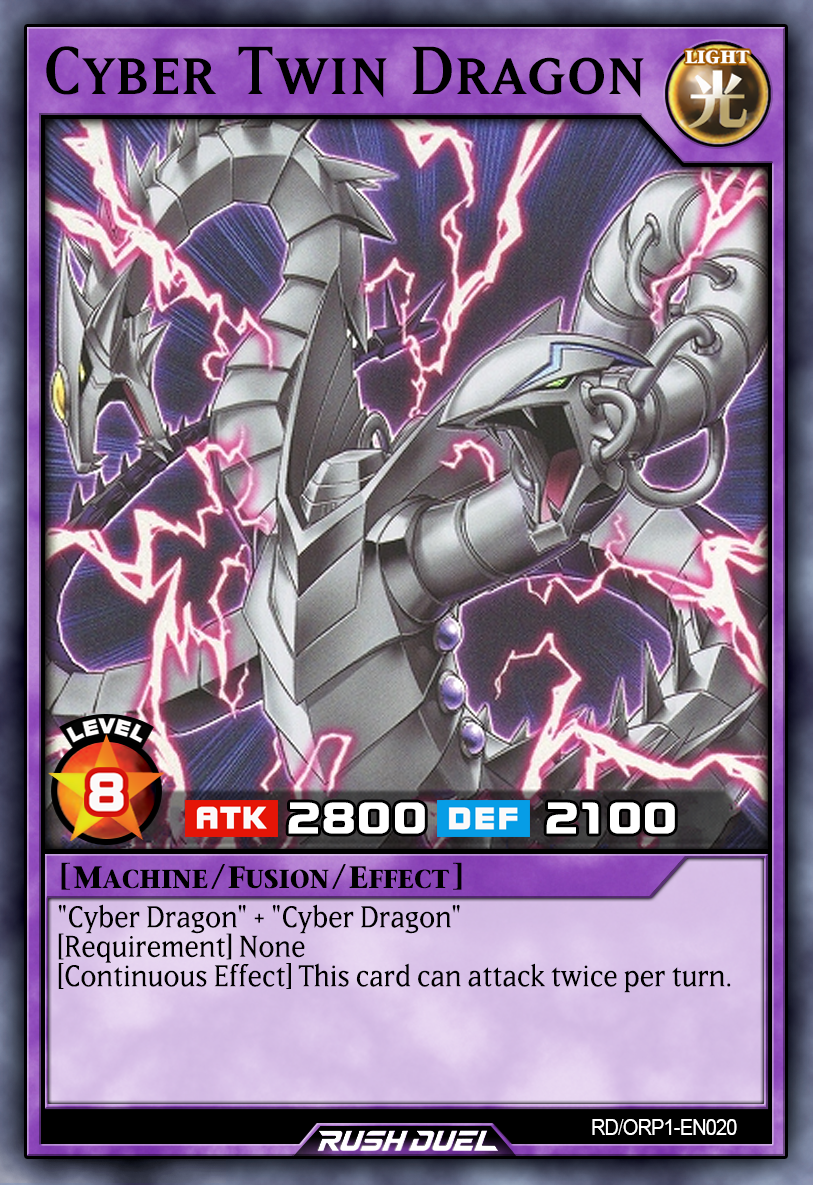 Cyber Twin Dragon
LIGHT
光
LEVEL
8
ATK 2800 DEF 2100
[Machine/Fusion/Effect]
"Cyber Dragon" + "Cyber Dragon"
[Requirement] None
[Continuous Effect] This card can attack twice per turn.
RD/ORP1-EN020
RUSH DUEL